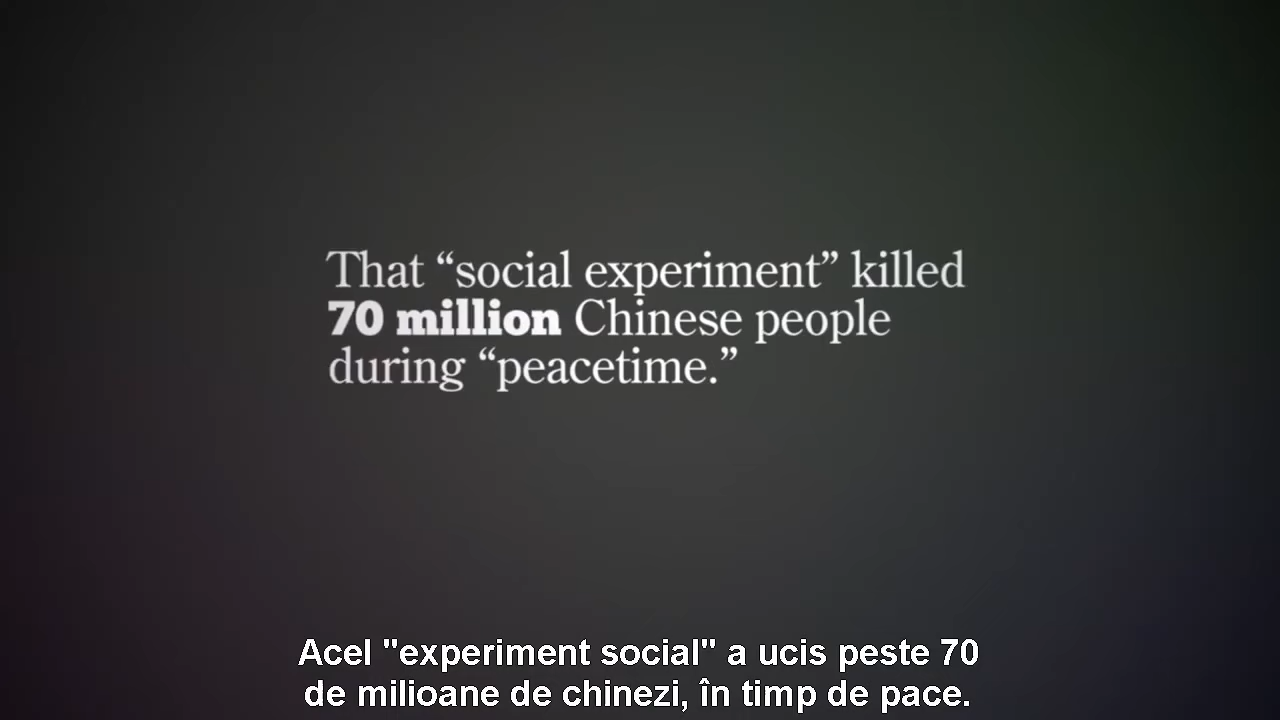 That “social experiment” killed
70 million Chinese people
during “peacetime.”
Acel "experiment social" a ucis peste 70
de milioane de chinezi, în timp de pace.